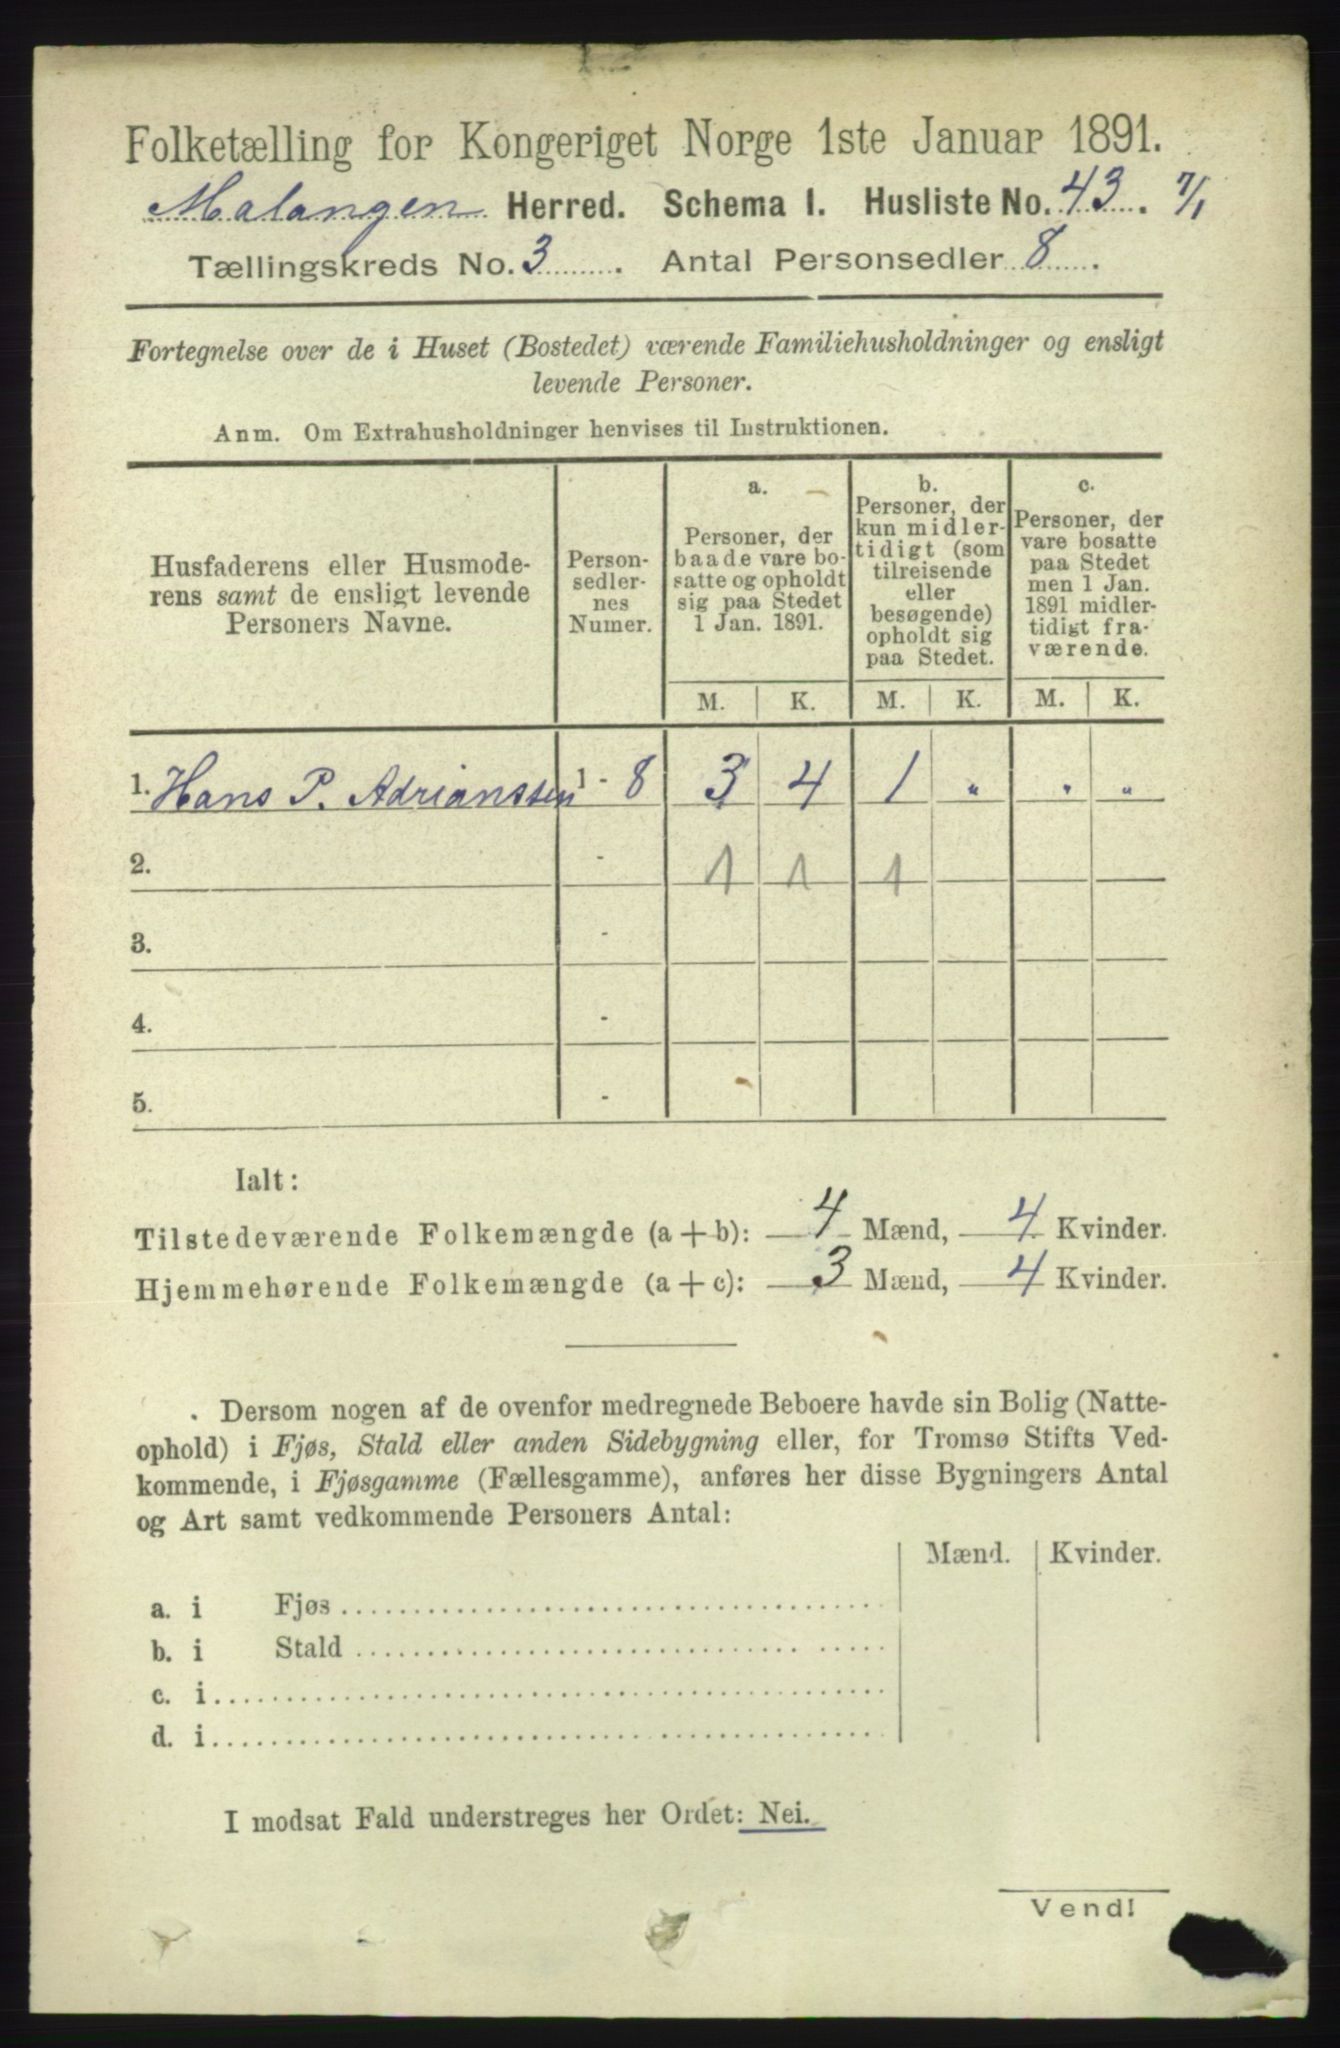 Folketælling for Kongeriget Norge 1ste Januar 1891.
Malangen Herred. Schema I. Husliste No. 43. 7/1
Tællingskreds No. 3. Antal Personsedler 8.
Fortegnelse over de i Huset (Bostedet) værende Familiehusholdninger og ensligt
levende Personer.
Anm. Om Extrahusholdninger henvises til Instruktionen.
Husfaderens eller Husmode-
rens samt de ensligt levende
Personers Navne.
Person-
sedler-
nes
Numer.
a.
Personer, der
baade vare bo-
satte og opholdt
sig paa Stedet
1 Jan. 1891.
b.
Personer, der
kun midler-
tidigt (som
tilreisende
eller
besøgende)
opholdt sig
paa Stedet.
c.
Personer, der
vare bosatte
paa Stedet
men 1 Jan.
1891 midler-
tidigt fra-
værende.
M. K. M. K. M. K.
1. Hans P. Adrianssen 1 - 8 3 4 1 " " "
2. - 1 1 1
3. -
4. -
5. -
Ialt:
Tilstedeværende Folkemængde (a + b): 4 Mænd, 4 Kvinder.
Hjemmehørende Folkemængde (a + c): 3 Mænd, 4 Kvinder.
Dersom nogen af de ovenfor medregnede Beboere havde sin Bolig (Natte-
ophold) i Fjøs, Stald eller anden Sidebygning eller, for Tromsø Stifts Ved-
kommende, i Fjøsgamme (Fællesgamme), anføres her disse Bygningers Antal
og Art samt vedkommende Personers Antal:
Mænd. Kvinder.
a. i Fjøs
b. i Stald
c. i
d. i
I modsat Fald understreges her Ordet: Nei.
Vend!